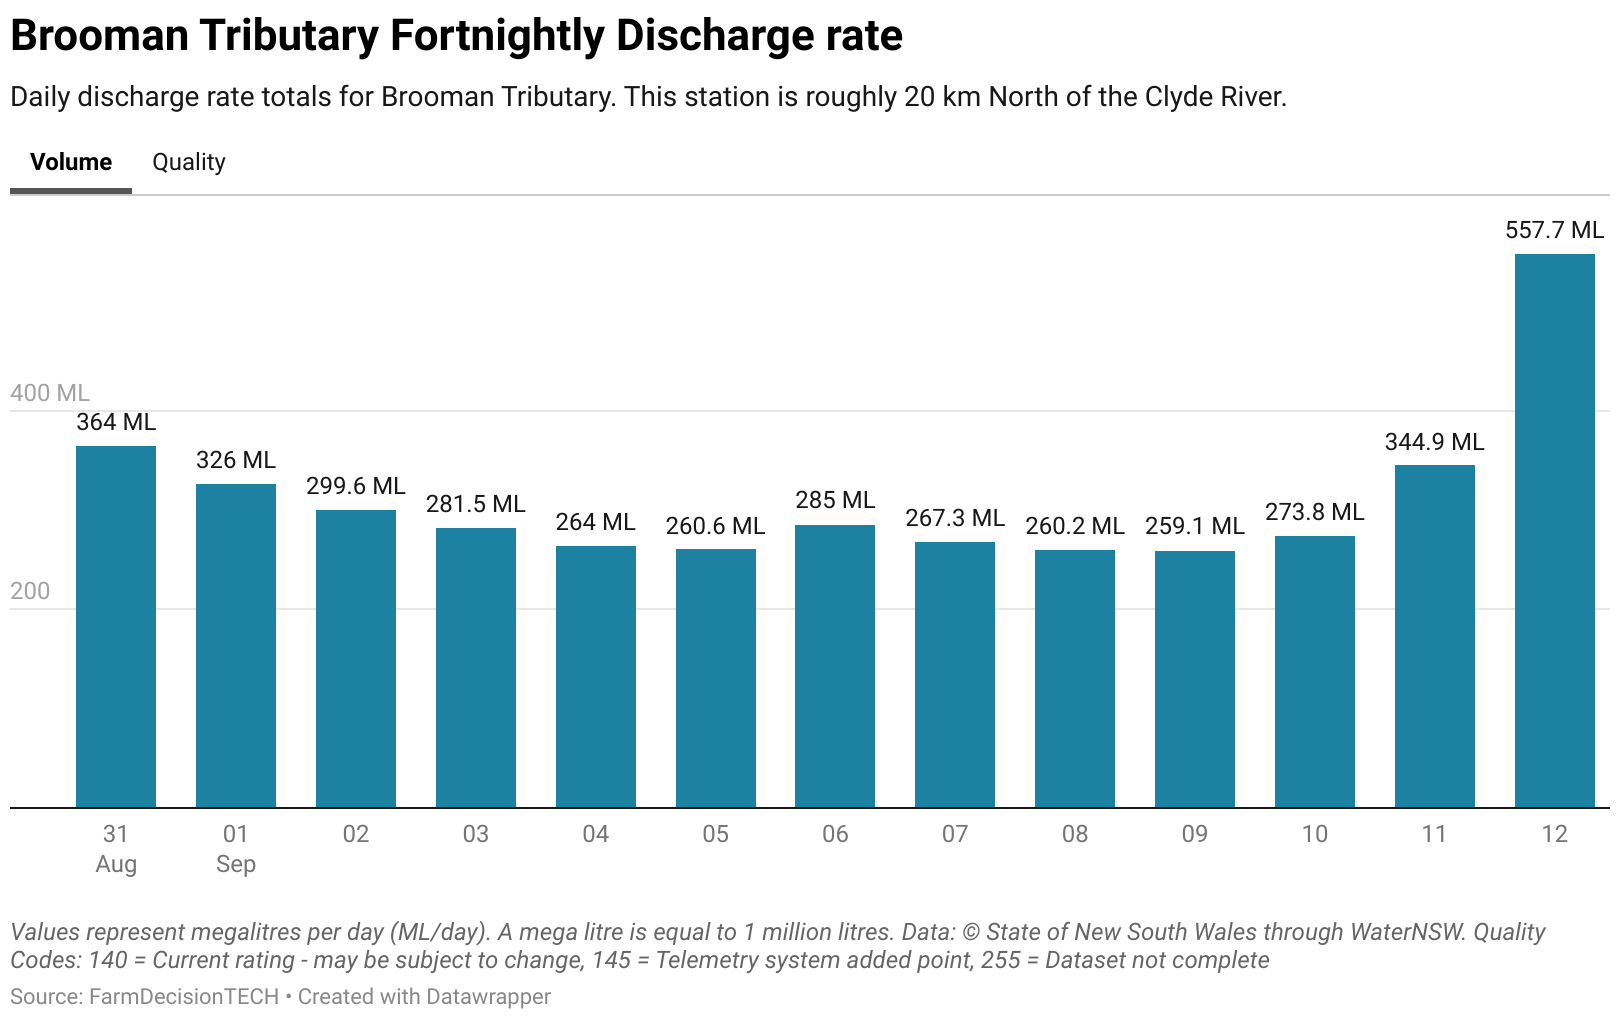 Brooman Tributary Fortnightly Discharge rate
Daily discharge rate totals for Brooman Tributary. This station is roughly 20 km North of the Clyde River.
Volume Quality
557.7 ML
400 ML
364 ML
344.9 ML
326 ML
299.6 ML
281.5 ML
285 ML
264 ML
260.6 ML
267.3 ML
260.2 ML
259.1 ML
273.8 ML
200
31 01 02 03 04 05 06 07 08 09 10 11 12
Aug Sep
Values represent megalitres per day (ML/day). A mega litre is equal to 1 million litres. Data: © State of New South Wales through WaterNSW. Quality
Codes: 140 = Current rating - may be subject to change, 145 = Telemetry system added point, 255 = Dataset not complete
Source: FarmDecisionTECH • Created with Datawrapper